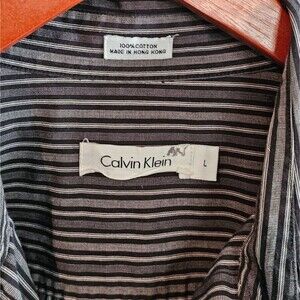 100% COTTON
MADE IN HONG KONG
Calvin Klein
L